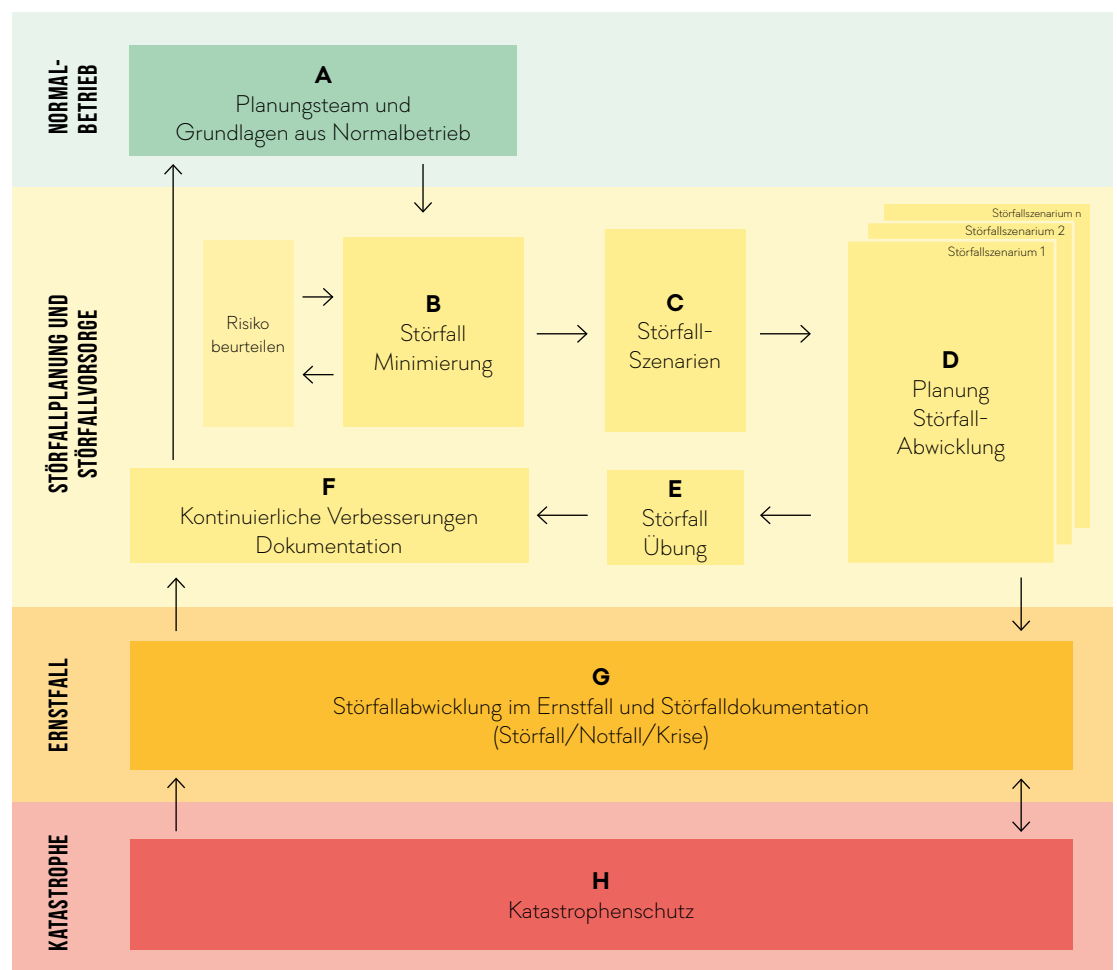 NORMAL-
BETRIEB
A
Planungsteam und
Grundlagen aus Normalbetrieb
STÖRFALLPLANUNG UND
STÖRFALLVORSORGE
Risiko
beurteilen
B
Störfall
Minimierung
C
Störfall-
Szenarien
Störfallszenarium n
Störfallszenarium 2
Störfallszenarium 1
D
Planung
Störfall-
Abwicklung
E
Störfall
Übung
F
Kontinuierliche Verbesserungen
Dokumentation
ERNSTFALL
G
Störfallabwicklung im Ernstfall und Störfalldokumentation
(Störfall/Notfall/Krise)
KATASTROPHE
H
Katastrophenschutz